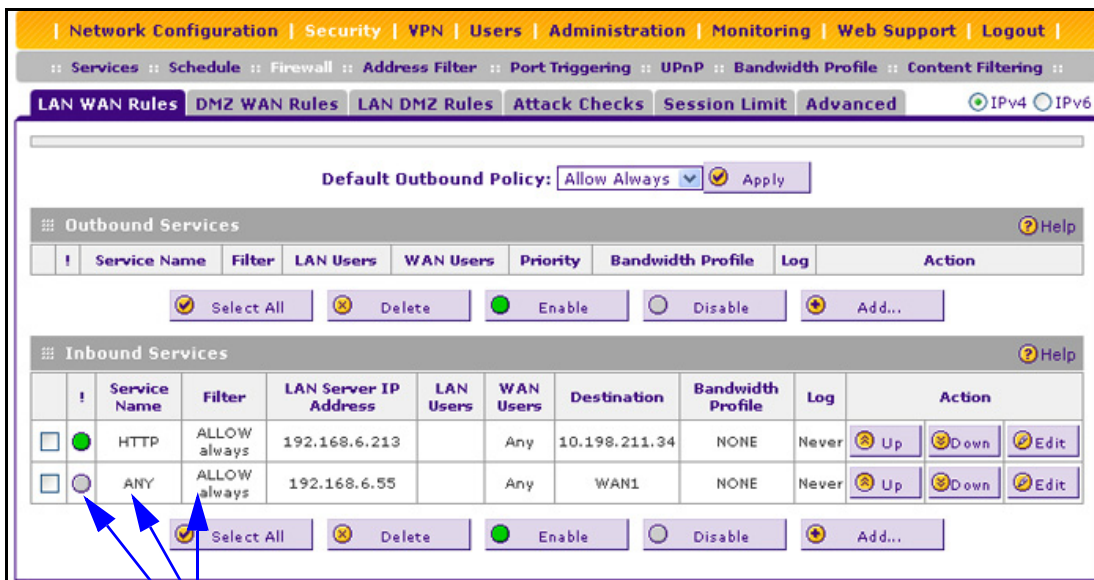 | Network Configuration | Security | VPN | Users | Administration | Monitoring | Web Support | Logout |
:: Services :: Schedule :: Firewall :: Address Filter :: Port Triggering :: UPnP :: Bandwidth Profile :: Content Filtering ::
LAN WAN Rules DMZ WAN Rules LAN DMZ Rules Attack Checks Session Limit Advanced IPv4 IPv6
Default Outbound Policy: Allow Always Apply
Outbound Services ? Help
! Service Name Filter LAN Users WAN Users Priority Bandwidth Profile Log Action
Select All Delete Enable Disable Add...
Inbound Services ? Help
! Service Name Filter LAN Server IP Address LAN Users WAN Users Destination Bandwidth Profile Log Action
HTTP ALLOW always 192.168.6.213 Any 10.198.211.34 NONE Never Up Down Edit
ANY ALLOW always 192.168.6.55 Any WAN1 NONE Never Up Down Edit
Select All Delete Enable Disable Add...